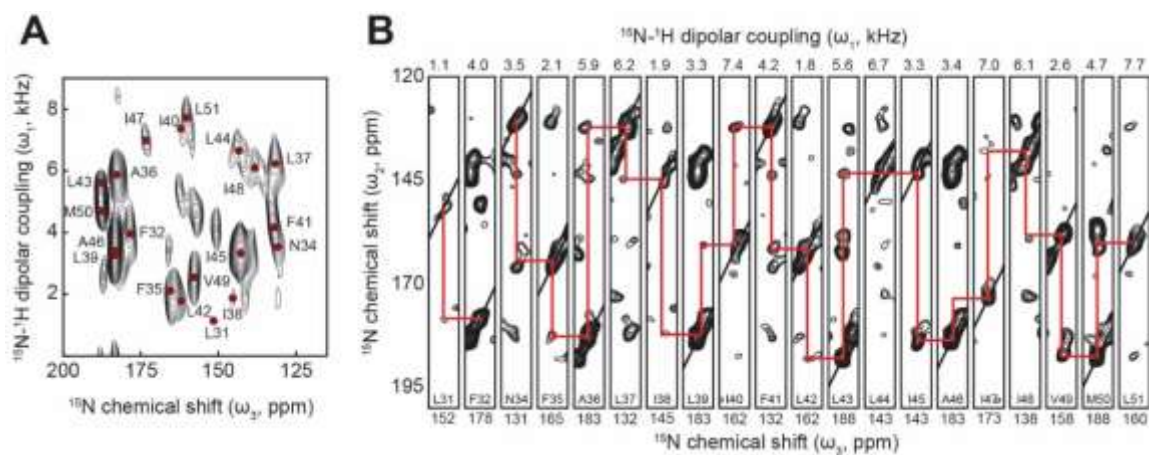 A
¹⁵N-¹H dipolar coupling (ω₁, kHz)
8
6
4
2
I47
I40
L51
L44
L37
A36
I48
L43
M50
F41
F32
N34
A46
I45
L39
V49
F35
L42
I38
L31
200
175
150
125
¹⁵N chemical shift (ω₃, ppm)
B
¹⁵N-¹H dipolar coupling (ω₁, kHz)
1.1 4.0 3.5 2.1 5.9 6.2 1.9 3.3 7.4 4.2 1.8 5.6 6.7 3.3 3.4 7.0 6.1 2.6 4.7 7.7
¹⁵N chemical shift (ω₂, ppm)
120
145
170
195
L31 F32 N34 F35 A36 L37 I38 L39 I40 F41 L42 L43 L44 I45 A46 I47 I48 V49 M50 L51
152 178 131 165 183 132 145 183 162 132 162 188 143 143 183 173 138 158 188 160
¹⁵N chemical shift (ω₃, ppm)